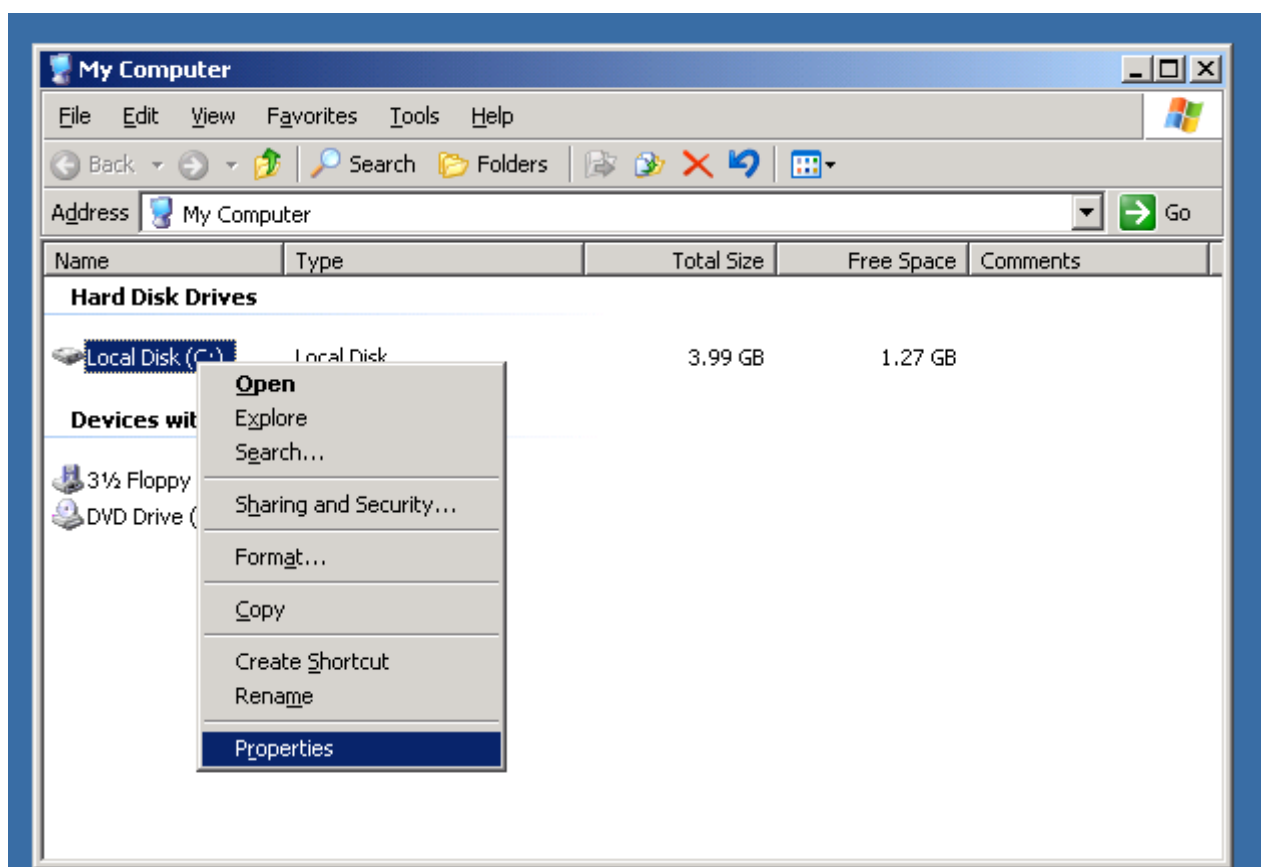 My Computer
File Edit View Favorites Tools Help
Back Search Folders
Address My Computer Go
Name Type Total Size Free Space Comments
Hard Disk Drives
Local Disk (C:) Local Disk 3.99 GB 1.27 GB
Open
Devices wit
Explore
Search...
3½ Floppy
Sharing and Security...
DVD Drive (
Format...
Copy
Create Shortcut
Rename
Properties